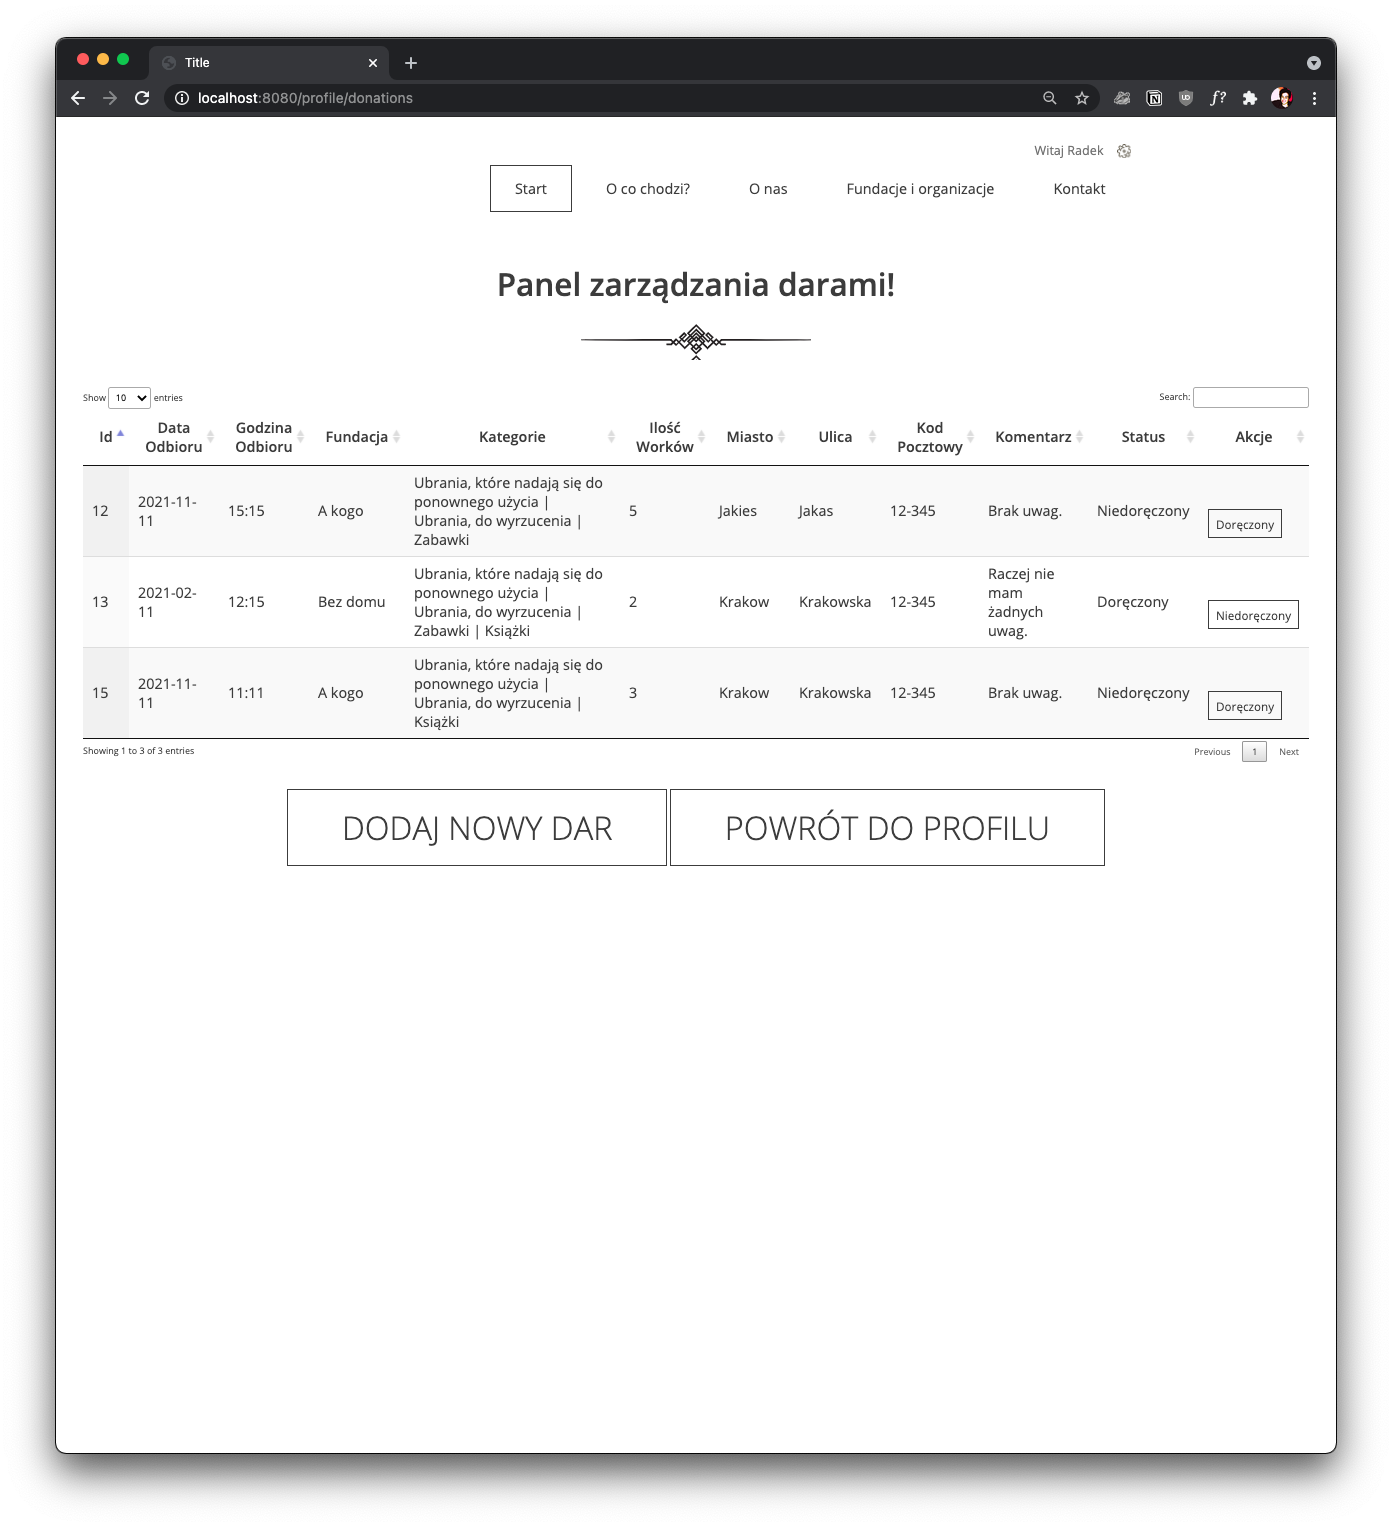 Title
localhost:8080/profile/donations
Witaj Radek
Start O co chodzi? O nas Fundacje i organizacje Kontakt
Panel zarządzania darami!
Show 10 entries Search:
Id Data Odbioru Godzina Odbioru Fundacja Kategorie Ilość Worków Miasto Ulica Kod Pocztowy Komentarz Status Akcje
12 2021-11-11 15:15 A kogo Ubrania, które nadają się do ponownego użycia | Ubrania, do wyrzucenia | Zabawki 5 Jakies Jakas 12-345 Brak uwag. Niedoręczony Doręczony
13 2021-02-11 12:15 Bez domu Ubrania, które nadają się do ponownego użycia | Ubrania, do wyrzucenia | Zabawki | Książki 2 Krakow Krakowska 12-345 Raczej nie mam żadnych uwag. Doręczony Niedoręczony
15 2021-11-11 11:11 A kogo Ubrania, które nadają się do ponownego użycia | Ubrania, do wyrzucenia | Książki 3 Krakow Krakowska 12-345 Brak uwag. Niedoręczony Doręczony
Showing 1 to 3 of 3 entries Previous 1 Next
DODAJ NOWY DAR POWRÓT DO PROFILU